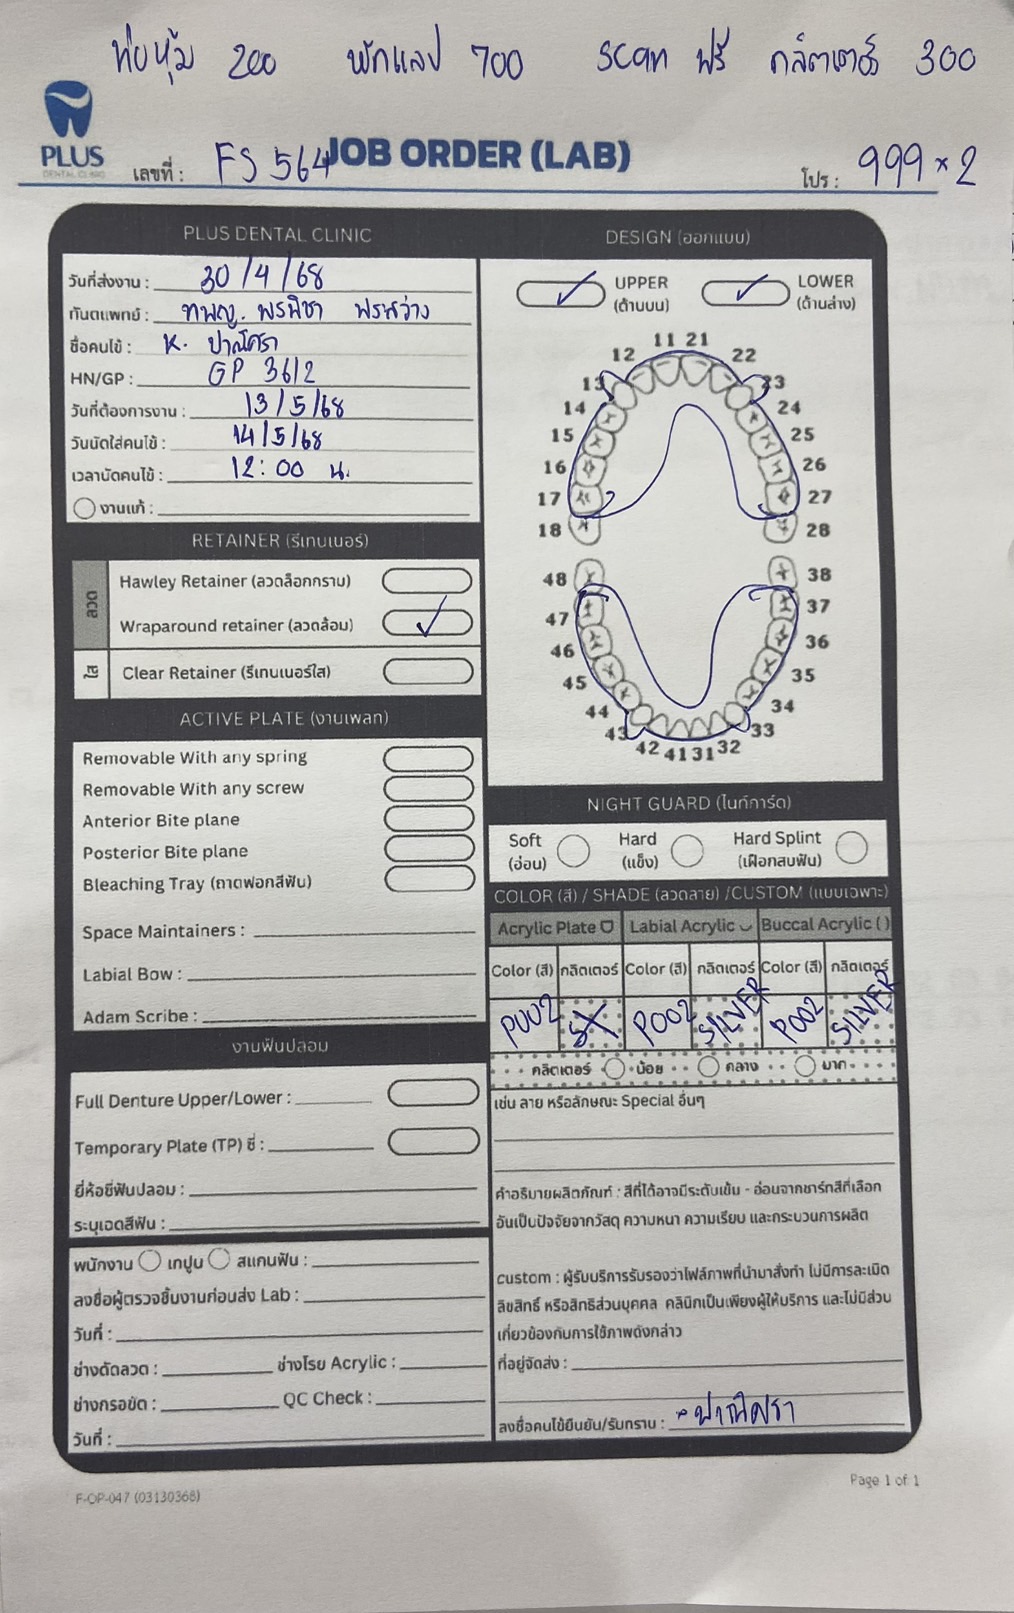 ท่อหุ้ม 200 พักแลป 700 scan ฟรี กลิตเตอร์ 300
PLUS
DENTAL CLINIC
JOB ORDER (LAB)
เลขที่ : FS 564
โปร : 999 x 2
PLUS DENTAL CLINIC
วันที่ส่งงาน : 30/4/68
ทันตแพทย์ : ทพญ. พรพิชา พรสว่าง
ชื่อคนไข้ : K. ปาณิศรา
HN/GP : GP 3612
วันที่ต้องการงาน : 13/5/68
วันนัดใส่คนไข้ : 14/5/68
เวลานัดคนไข้ : 12:00 น.
งานแก้ :
RETAINER (รีเทนเนอร์)
ลวด
Hawley Retainer (ลวดล็อกกราม)
Wraparound retainer (ลวดล้อม)
ใส
Clear Retainer (รีเทนเนอร์ใส)
ACTIVE PLATE (งานเพลท)
Removable With any spring
Removable With any screw
Anterior Bite plane
Posterior Bite plane
Bleaching Tray (ถาดฟอกสีฟัน)
Space Maintainers :
Labial Bow :
Adam Scribe :
งานฟันปลอม
Full Denture Upper/Lower :
Temporary Plate (TP) ซี่ :
ยี่ห้อซี่ฟันปลอม :
ระบุเฉดสีฟัน :
พนักงาน เทปูน สแกนฟัน :
ลงชื่อผู้ตรวจชิ้นงานก่อนส่ง Lab :
วันที่ :
ช่างดัดลวด : ช่างโรย Acrylic :
ช่างกรอขัด : QC Check :
วันที่ :
DESIGN (ออกแบบ)
UPPER (ด้านบน)
LOWER (ด้านล่าง)
11 21
12 22
13 23
14 24
15 25
16 26
17 27
18 28
48 38
47 37
46 36
45 35
44 34
43 33
42 41 31 32
NIGHT GUARD (ไนท์การ์ด)
Soft (อ่อน)
Hard (แข็ง)
Hard Splint (เฝือกสบฟัน)
COLOR (สี) / SHADE (ลวดลาย) /CUSTOM (แบบเฉพาะ)
Acrylic Plate Labial Acrylic Buccal Acrylic ( )
Color (สี) กลิตเตอร์ Color (สี) กลิตเตอร์ Color (สี) กลิตเตอร์
P002 P002 SILVER P002 SILVER
กลิตเตอร์ น้อย กลาง มาก
เช่น ลาย หรือลักษณะ Special อื่นๆ
คำอธิบายผลิตภัณฑ์ : สีที่ได้อาจมีระดับเข้ม - อ่อนจากชาร์ทสีที่เลือก
อันเป็นปัจจัยจากวัสดุ ความหนา ความเรียบ และกระบวนการผลิต
custom : ผู้รับบริการรับรองว่าไฟล์ภาพที่นำมาสั่งทำ ไม่มีการละเมิด
ลิขสิทธิ์ หรือสิทธิส่วนบุคคล คลินิกเป็นเพียงผู้ให้บริการ และไม่มีส่วน
เกี่ยวข้องกับการใช้ภาพดังกล่าว
ที่อยู่จัดส่ง :
ลงชื่อคนไข้ยืนยัน/รับทราบ : ปาณิศรา
F-OP-047 (03130368)
Page 1 of 1